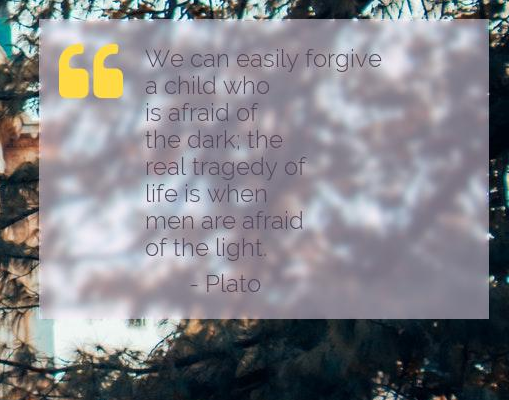 We can easily forgive
a child who
is afraid of
the dark; the
real tragedy of
life is when
men are afraid
of the light.
- Plato